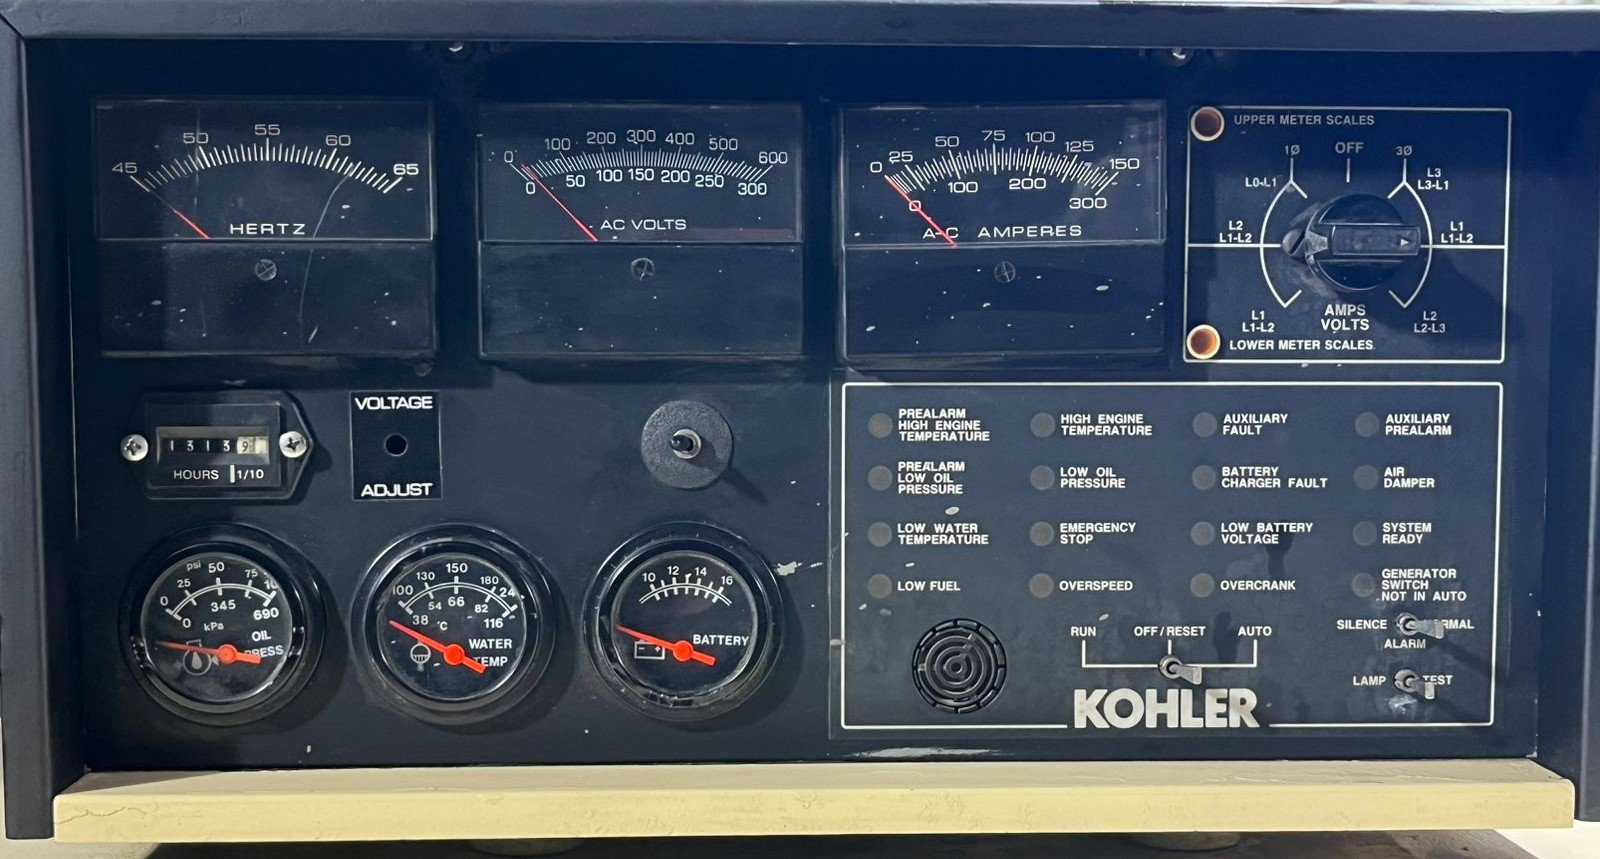 45 50 55 60 65
HERTZ
0 100 200 300 400 500 600
0 50 100 150 200 250 300
AC VOLTS
0 25 50 75 100 125 150
0 100 200 300
A-C AMPERES
UPPER METER SCALES
1Ø OFF 3Ø
L0-L1
L3
L3-L1
L2
L1-L2
L1
L1-L2
L1
L1-L2
AMPS
VOLTS
L2
L2-L3
LOWER METER SCALES
1 3 1 3 9
HOURS 1/10
VOLTAGE
ADJUST
psi
0 25 50 75
0 345 690
kPa
OIL
100 130 150 180
38 54 66 82 116
°C
WATER
10 12 14 16
- +
BATTERY
PREALARM
HIGH ENGINE
TEMPERATURE
HIGH ENGINE
TEMPERATURE
AUXILIARY
FAULT
AUXILIARY
PREALARM
PREALARM
LOW OIL
PRESSURE
LOW OIL
PRESSURE
BATTERY
CHARGER FAULT
AIR
DAMPER
LOW WATER
TEMPERATURE
EMERGENCY
STOP
LOW BATTERY
VOLTAGE
SYSTEM
READY
LOW FUEL
OVERSPEED
OVERCRANK
GENERATOR
SWITCH
NOT IN AUTO
RUN OFF/RESET AUTO
SILENCE
ALARM
LAMP TEST
KOHLER